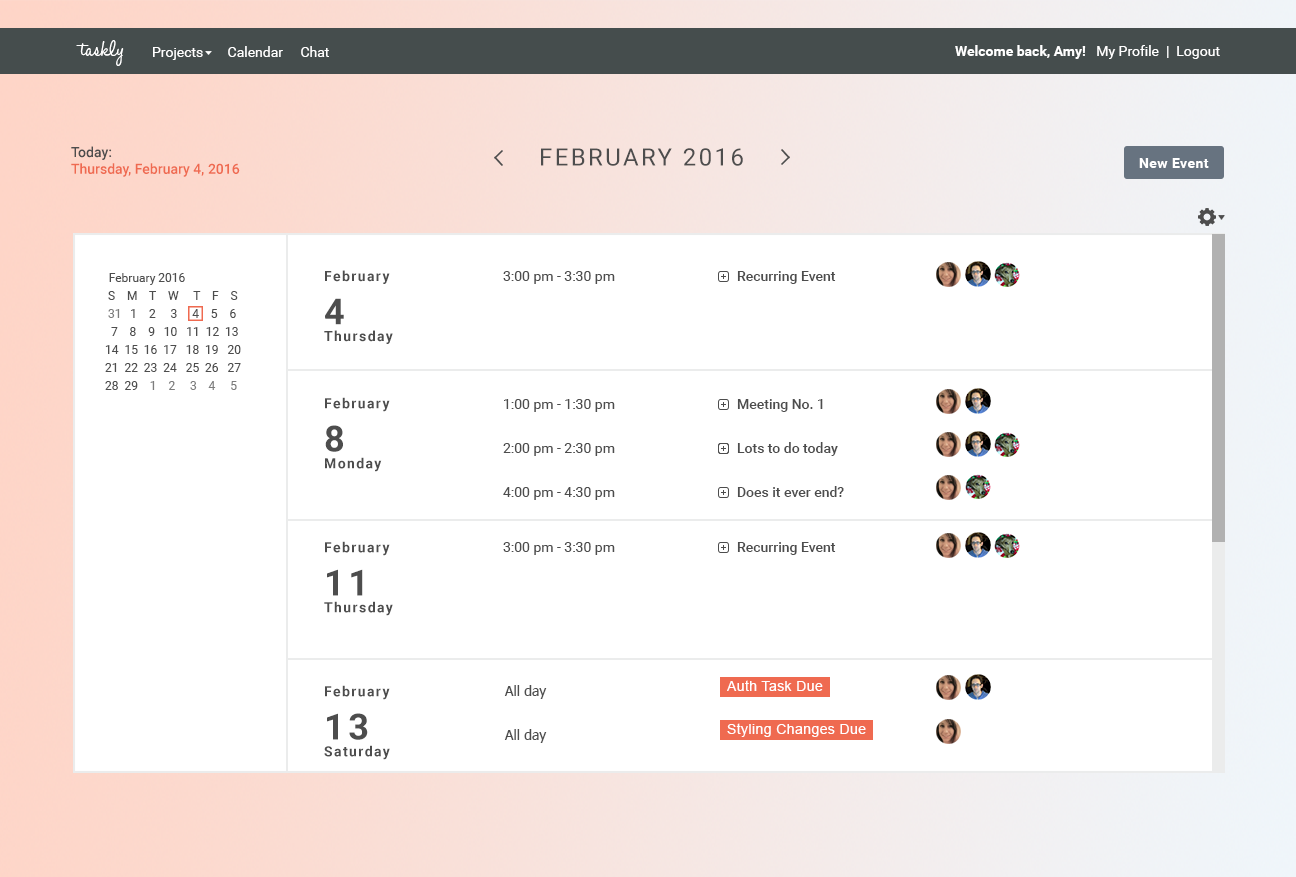 taskly Projects Calendar Chat Welcome back, Amy! My Profile | Logout
Today:
Thursday, February 4, 2016
FEBRUARY 2016
New Event
February 2016
S M T W T F S
31 1 2 3 4 5 6
7 8 9 10 11 12 13
14 15 16 17 18 19 20
21 22 23 24 25 26 27
28 29 1 2 3 4 5
February 3:00 pm - 3:30 pm Recurring Event
4
Thursday
February 1:00 pm - 1:30 pm Meeting No. 1
8 2:00 pm - 2:30 pm Lots to do today
Monday
4:00 pm - 4:30 pm Does it ever end?
February 3:00 pm - 3:30 pm Recurring Event
11
Thursday
February All day Auth Task Due
13 All day Styling Changes Due
Saturday